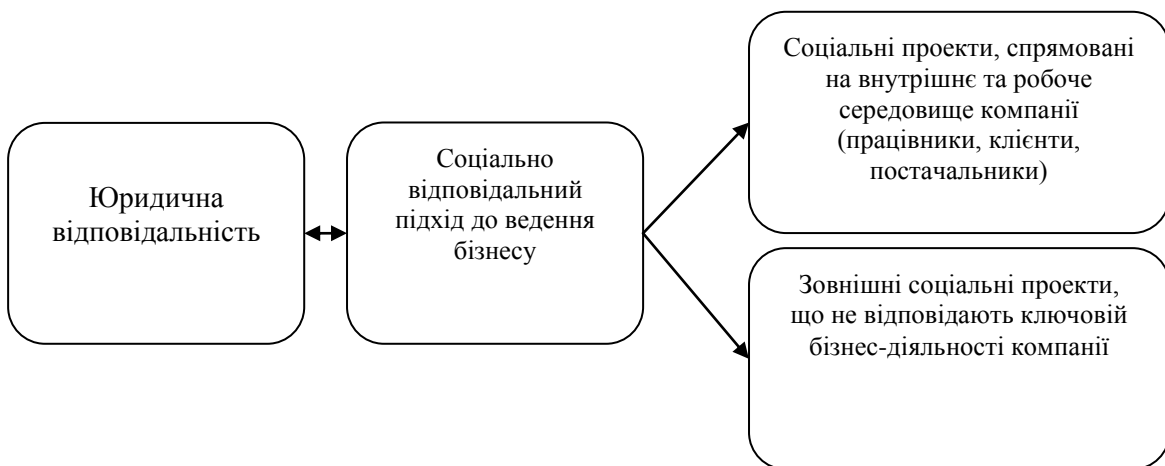 Юридична
відповідальність
Соціально
відповідальний
підхід до ведення
бізнесу
Соціальні проекти, спрямовані
на внутрішнє та робоче
середовище компанії
(працівники, клієнти,
постачальники)
Зовнішні соціальні проекти,
що не відповідають ключовій
бізнес-діяльності компанії